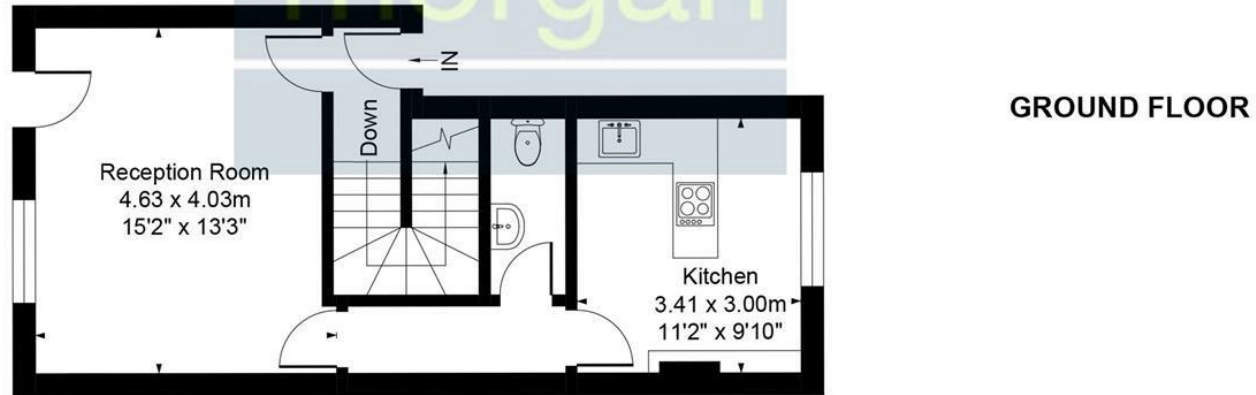 morgan
IN
GROUND FLOOR
Down
Reception Room
4.63 x 4.03m
15'2" x 13'3"
Kitchen
3.41 x 3.00m
11'2" x 9'10"